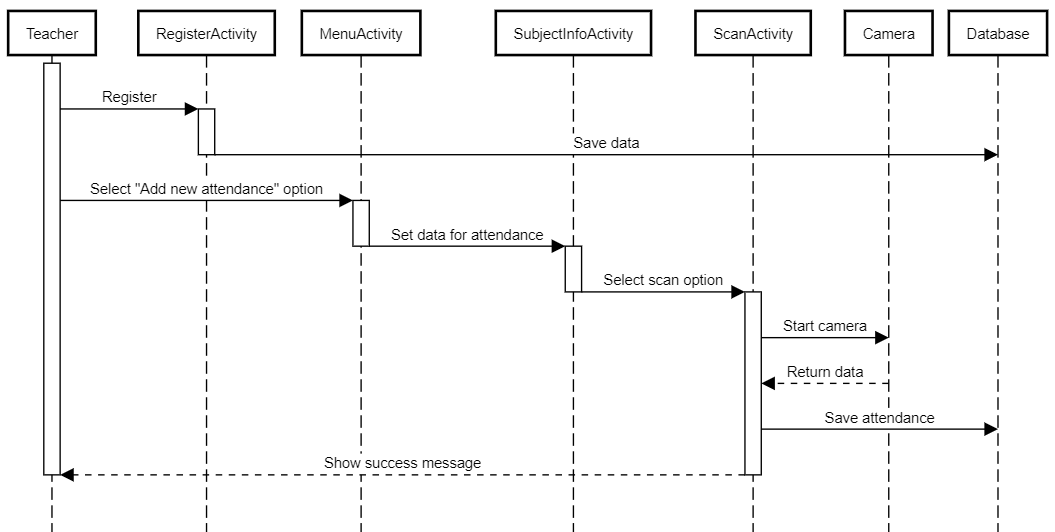 Teacher
RegisterActivity
MenuActivity
SubjectInfoActivity
ScanActivity
Camera
Database
Register
Save data
Select "Add new attendance" option
Set data for attendance
Select scan option
Start camera
Return data
Save attendance
Show success message